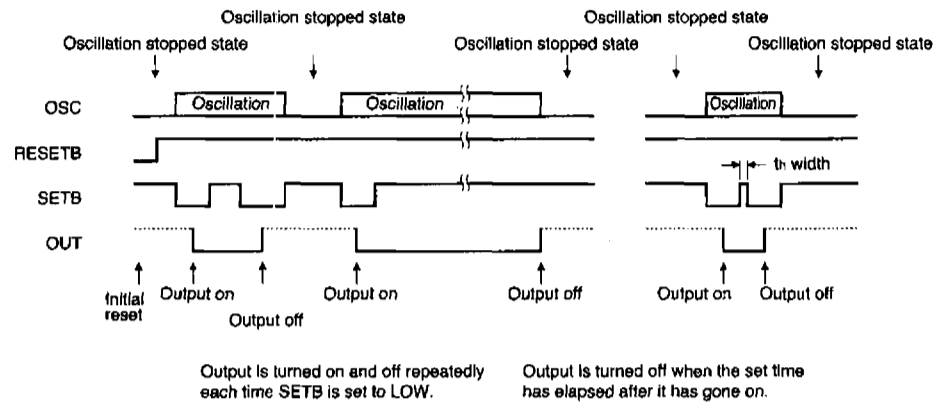 Oscillation stopped state
Oscillation stopped state
Oscillation stopped state
Oscillation stopped state
Oscillation stopped state
Oscillation stopped state
OSC
Oscillation
Oscillation
Oscillation
RESETB
th width
SETB
OUT
Initial
reset
Output on
Output off
Output on
Output off
Output on
Output off
Output is turned on and off repeatedly
each time SETB is set to LOW.
Output is turned off when the set time
has elapsed after it has gone on.